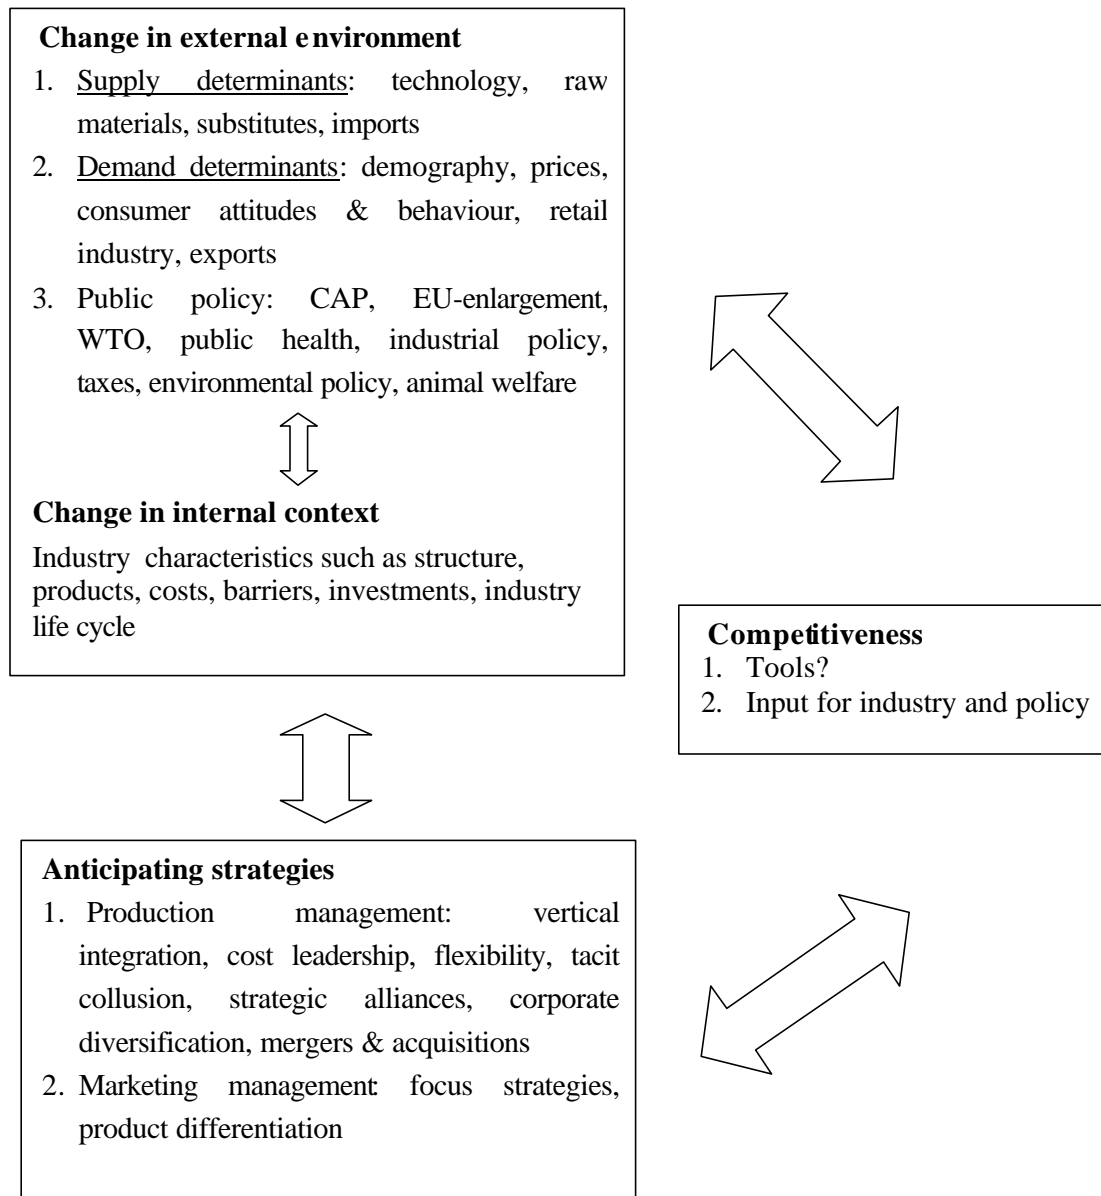 Change in external environment
1. Supply determinants: technology, raw
materials, substitutes, imports
2. Demand determinants: demography, prices,
consumer attitudes & behaviour, retail
industry, exports
3. Public policy: CAP, EU-enlargement,
WTO, public health, industrial policy,
taxes, environmental policy, animal welfare
Change in internal context
Industry characteristics such as structure,
products, costs, barriers, investments, industry
life cycle
Competitiveness
1. Tools?
2. Input for industry and policy
Anticipating strategies
1. Production management: vertical
integration, cost leadership, flexibility, tacit
collusion, strategic alliances, corporate
diversification, mergers & acquisitions
2. Marketing management: focus strategies,
product differentiation